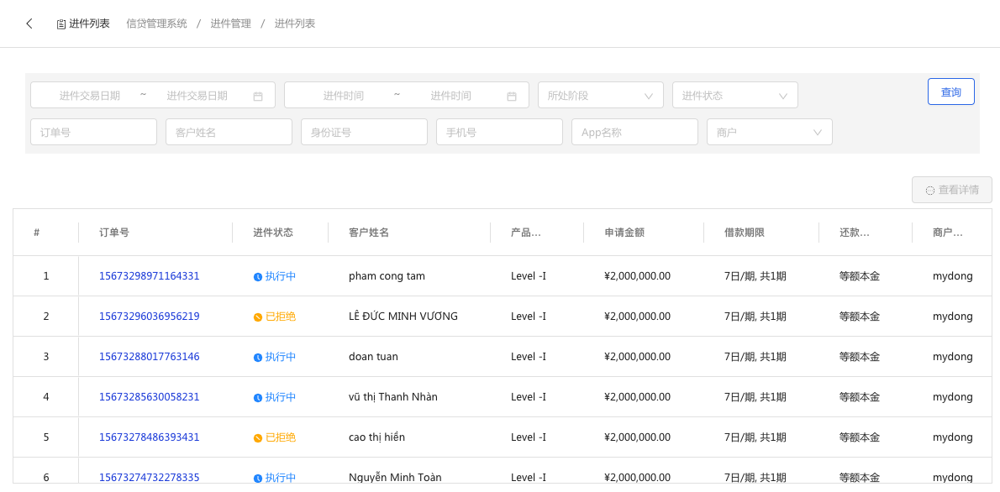 进件列表 信贷管理系统 / 进件管理 / 进件列表
进件交易日期 ~ 进件交易日期 进件时间 ~ 进件时间 所处阶段 进件状态 查询
订单号 客户姓名 身份证号 手机号 App名称 商户
查看详情
# 订单号 进件状态 客户姓名 产品... 申请金额 借款期限 还款... 商户...
1 15673298971164331 执行中 pham cong tam Level -I ¥2,000,000.00 7日/期, 共1期 等额本金 mydong
2 15673296036956219 已拒绝 LÊ ĐỨC MINH VƯƠNG Level -I ¥2,000,000.00 7日/期, 共1期 等额本金 mydong
3 15673288017763146 执行中 doan tuan Level -I ¥2,000,000.00 7日/期, 共1期 等额本金 mydong
4 15673285630058231 执行中 vũ thị Thanh Nhàn Level -I ¥2,000,000.00 7日/期, 共1期 等额本金 mydong
5 15673278486393431 已拒绝 cao thị hiền Level -I ¥2,000,000.00 7日/期, 共1期 等额本金 mydong
6 15673274732278335 执行中 Nguyễn Minh Toàn Level -I ¥2,000,000.00 7日/期, 共1期 等额本金 mydong